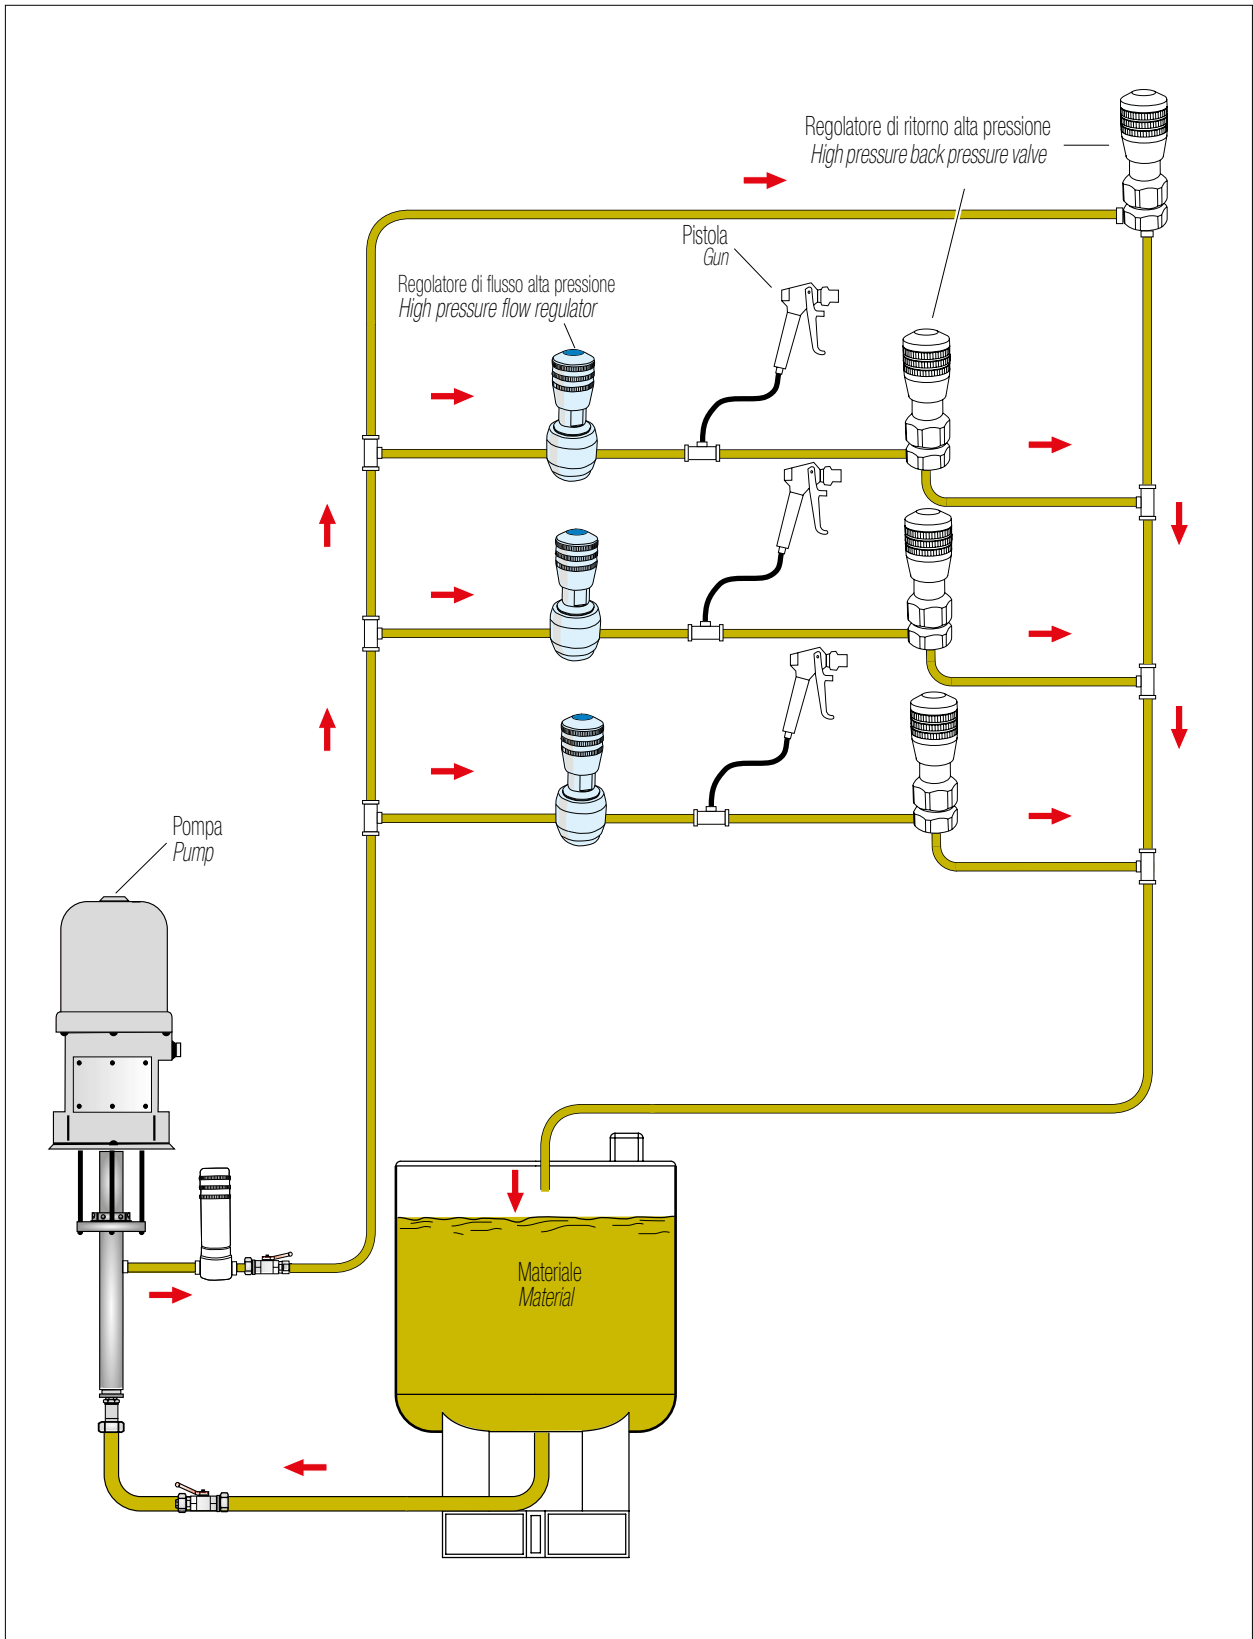 Regolatore di ritorno alta pressione
High pressure back pressure valve
Pistola
Gun
Regolatore di flusso alta pressione
High pressure flow regulator
Pompa
Pump
Materiale
Material